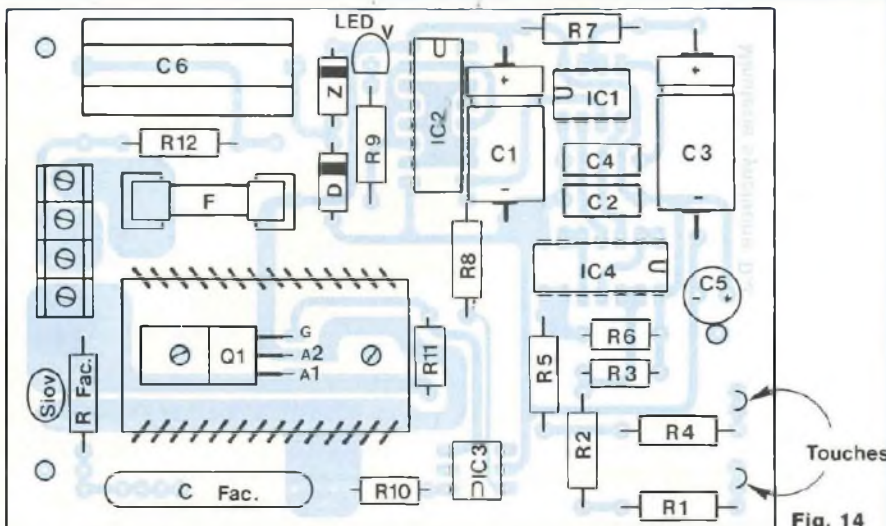 LED
V
R7
C6
Z
R9
IC2
+
C1
-
IC1
+
C3
-
R12
C4
C2
D
F
R8
IC4
C5
- +
G
Q1
A2
A1
R11
R5
R6
R3
Siov
R Fac.
R2
R4
Touches
IC3
C Fac.
R10
R1
Fig. 14